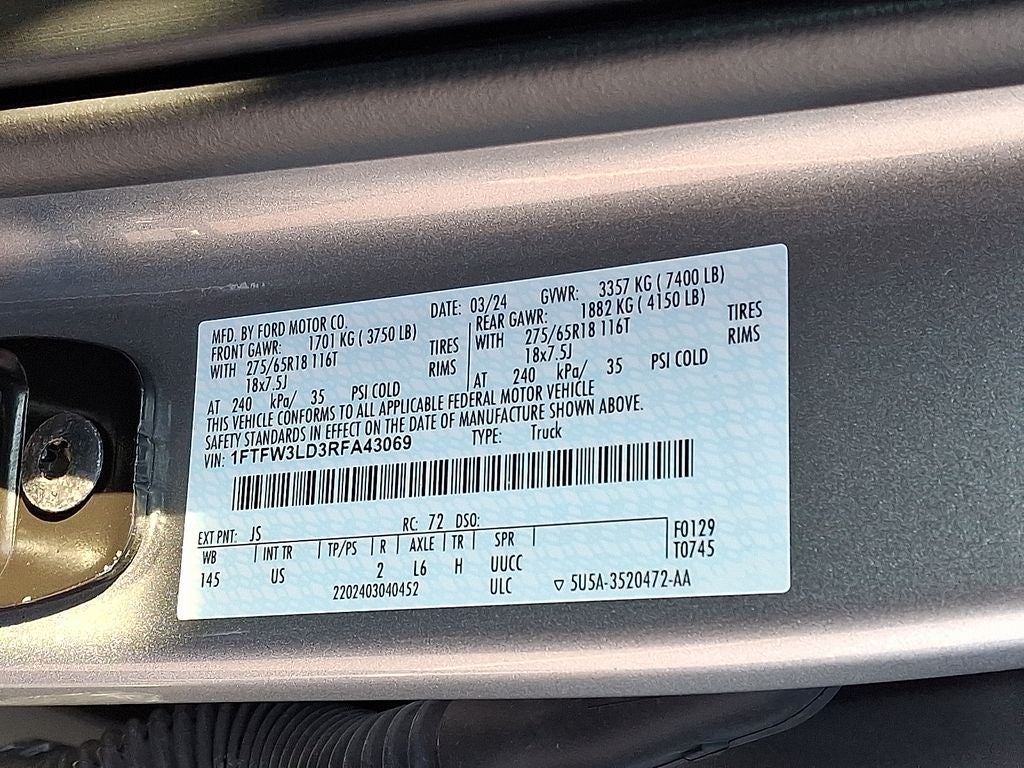 MFD. BY FORD MOTOR CO. DATE: 03/24 GVWR: 3357 KG ( 7400 LB)
FRONT GAWR: 1701 KG ( 3750 LB) REAR GAWR: 1882 KG ( 4150 LB)
WITH 275/65R18 116T TIRES WITH 275/65R18 116T TIRES
18x7.5J RIMS 18x7.5J RIMS
AT 240 kPa/ 35 PSI COLD AT 240 kPa/ 35 PSI COLD
THIS VEHICLE CONFORMS TO ALL APPLICABLE FEDERAL MOTOR VEHICLE
SAFETY STANDARDS IN EFFECT ON THE DATE OF MANUFACTURE SHOWN ABOVE.
VIN: 1FTFW3LD3RFA43069 TYPE: Truck
EXT PNT: JS RC: 72 DSO:
WB INT TR TP/PS R AXLE TR SPR F0129
145 US 2 L6 H UUCC T0745
2202403040452 ULC ▽ 5U5A-3520472-AA